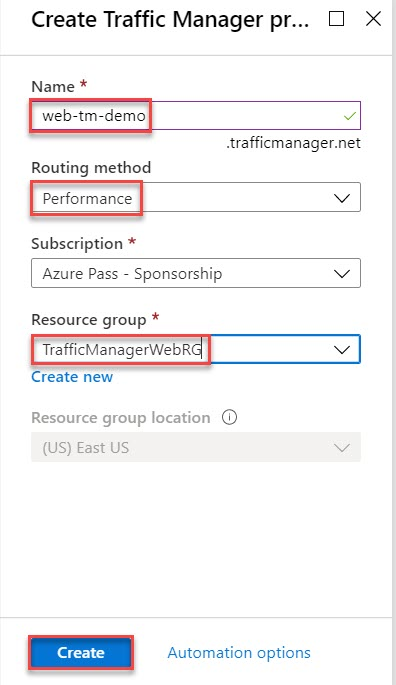 Create Traffic Manager pr...
Name *
web-tm-demo
.trafficmanager.net
Routing method
Performance
Subscription *
Azure Pass - Sponsorship
Resource group *
TrafficManagerWebRG
Create new
Resource group location
(US) East US
Create Automation options